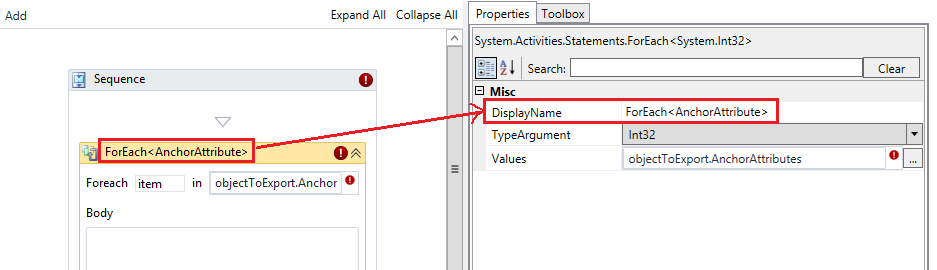 Add
Expand All
Collapse All
Sequence
ForEach<AnchorAttribute>
Foreach item in objectToExport.Anchor
Body
Properties
Toolbox
System.Activities.Statements.ForEach<System.Int32>
Search:
Clear
Misc
DisplayName ForEach<AnchorAttribute>
TypeArgument Int32
Values objectToExport.AnchorAttributes ...